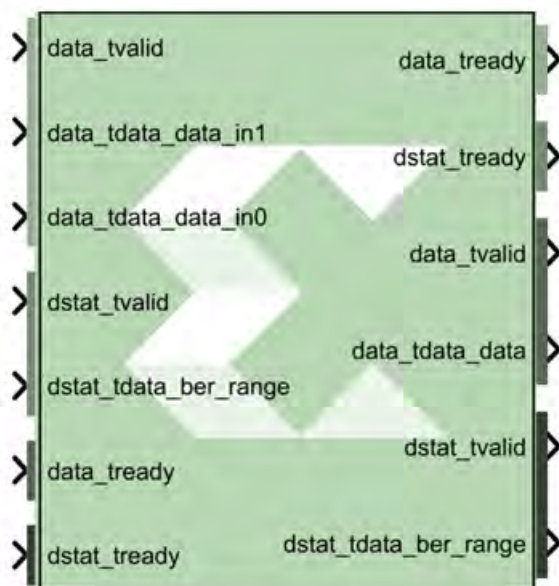 data_tvalid
data_tdata_data_in1
data_tdata_data_in0
dstat_tvalid
dstat_tdata_ber_range
data_tready
dstat_tready
data_tready
dstat_tready
data_tvalid
data_tdata_data
dstat_tvalid
dstat_tdata_ber_range